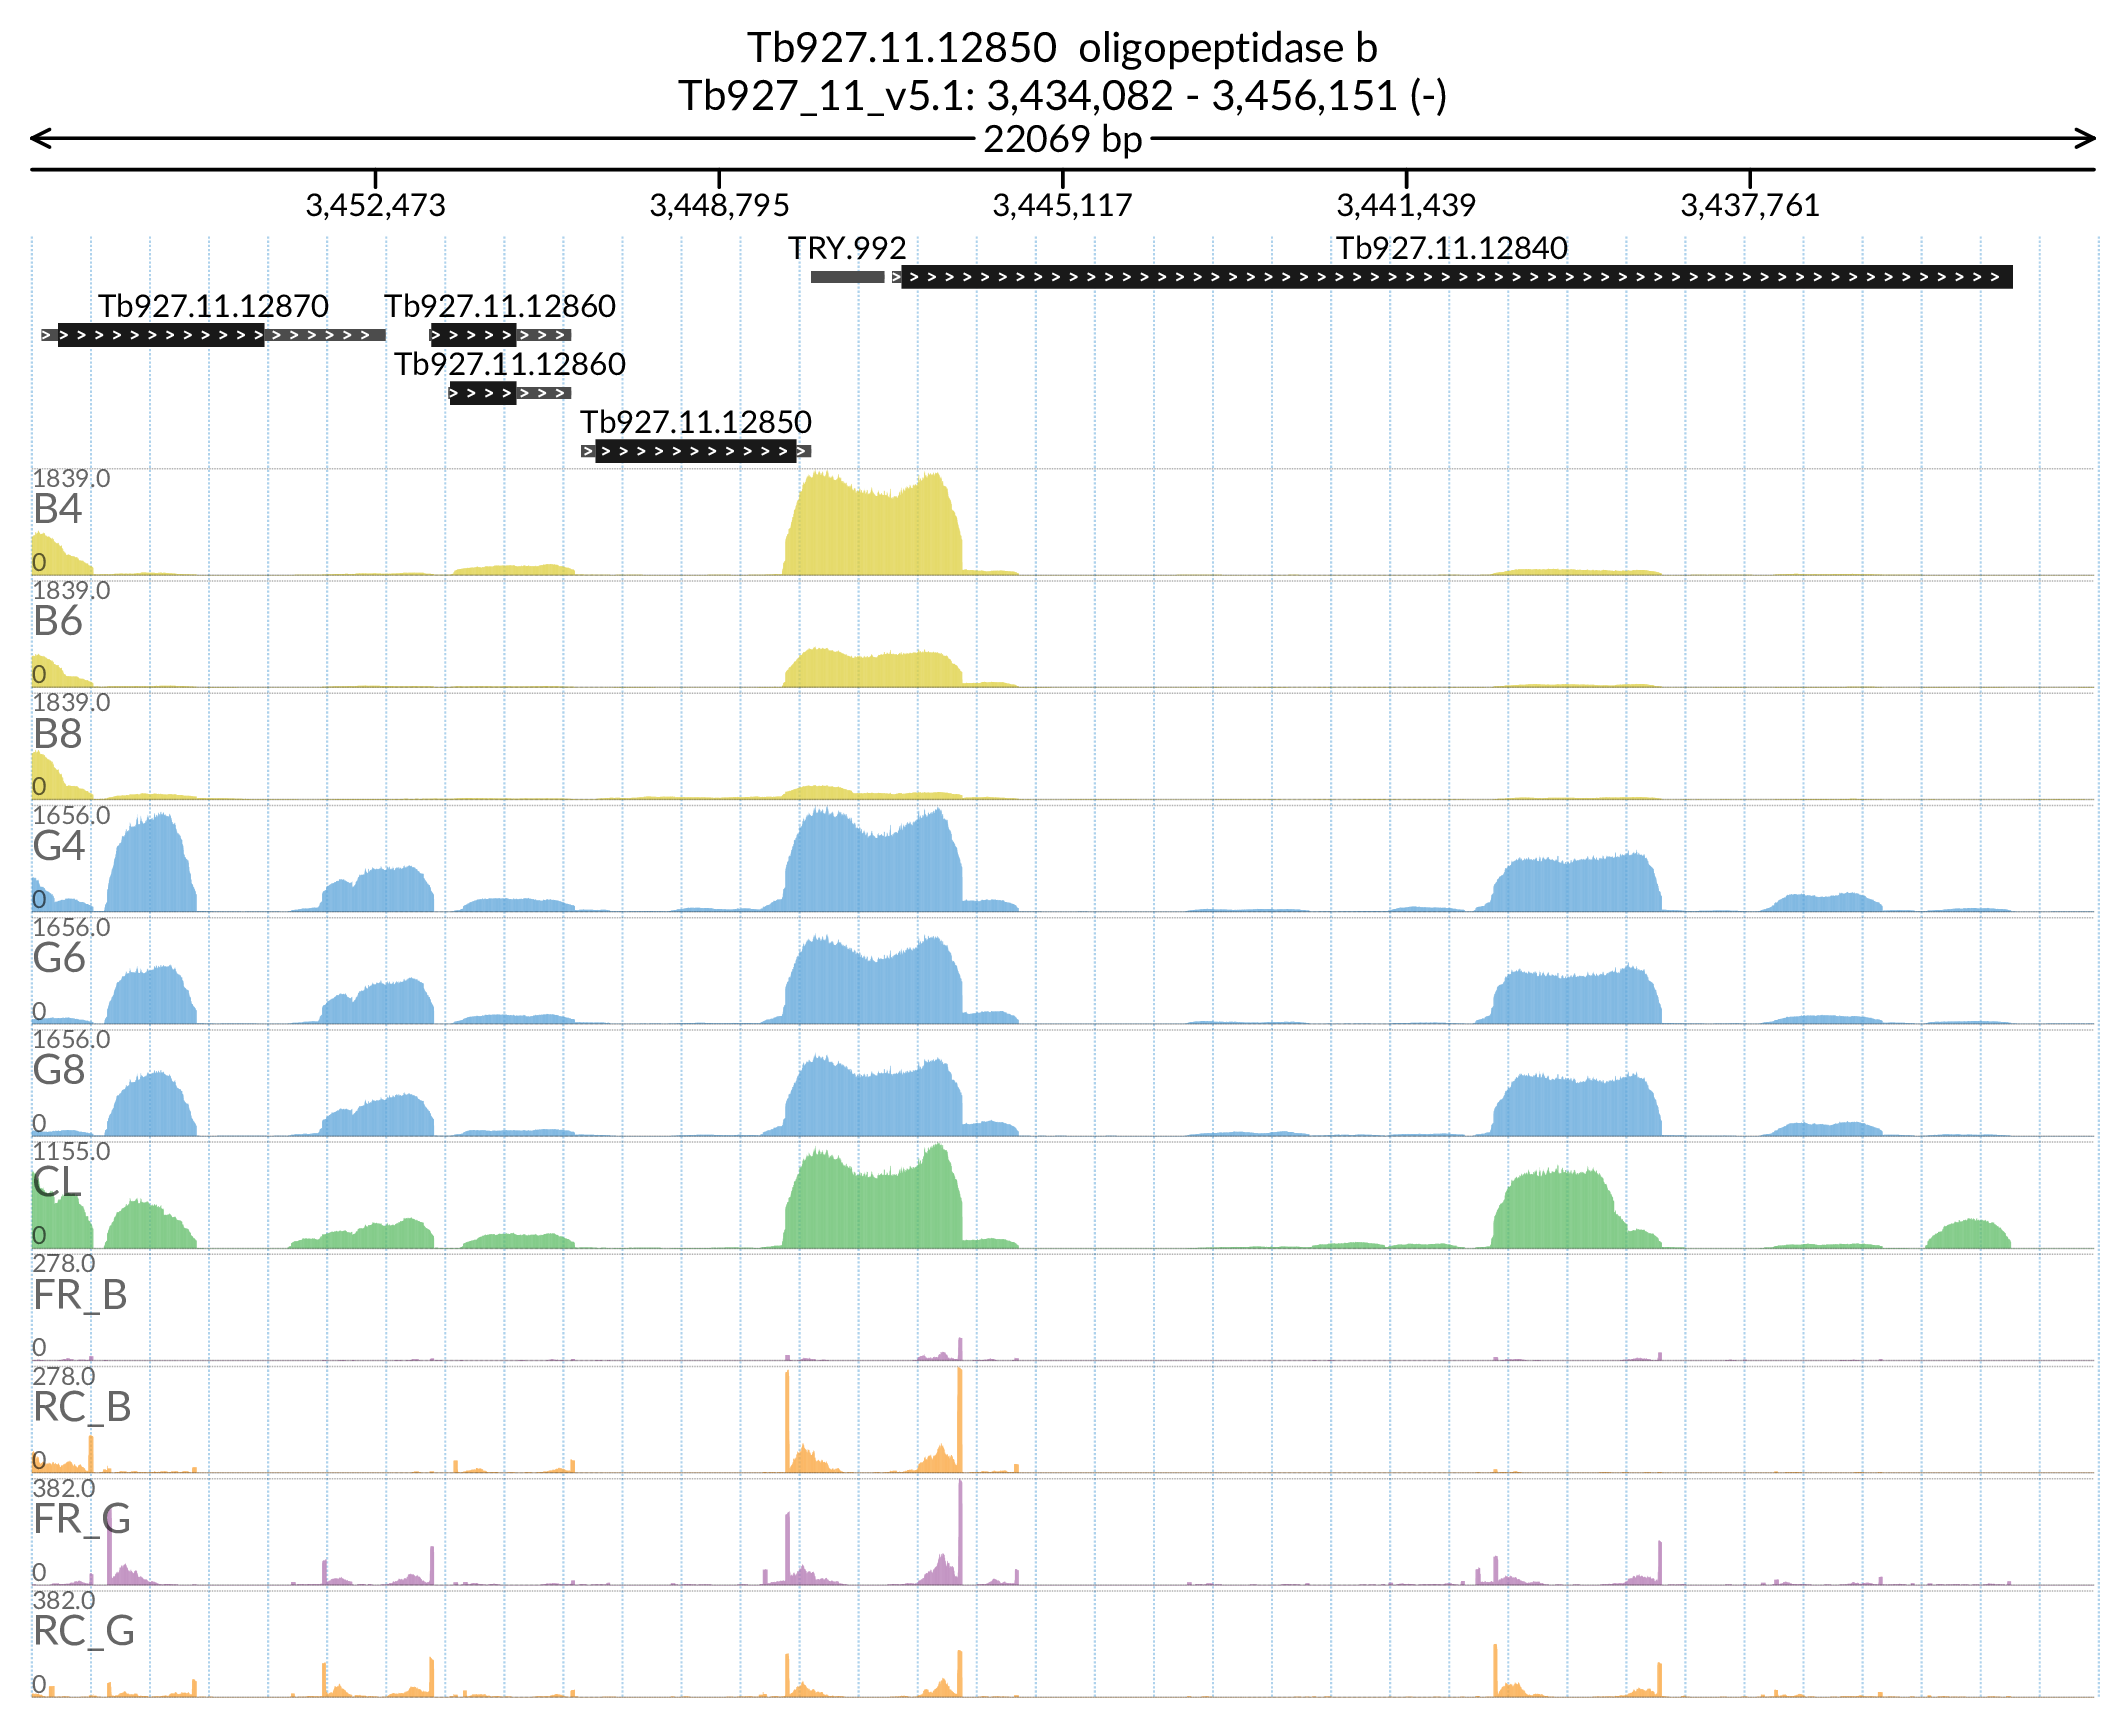 Tb927.11.12850  oligopeptidase b
Tb927_11_v5.1: 3,434,082 - 3,456,151 (-)
22069 bp
3,452,473 3,448,795 3,445,117 3,441,439 3,437,761
TRY.992 Tb927.11.12840
Tb927.11.12870 Tb927.11.12860
Tb927.11.12860
Tb927.11.12850
1839.0
B4
0
1839.0
B6
0
1839.0
B8
0
1656.0
G4
0
1656.0
G6
0
1656.0
G8
0
1155.0
CL
0
278.0
FR_B
0
278.0
RC_B
0
382.0
FR_G
0
382.0
RC_G
0